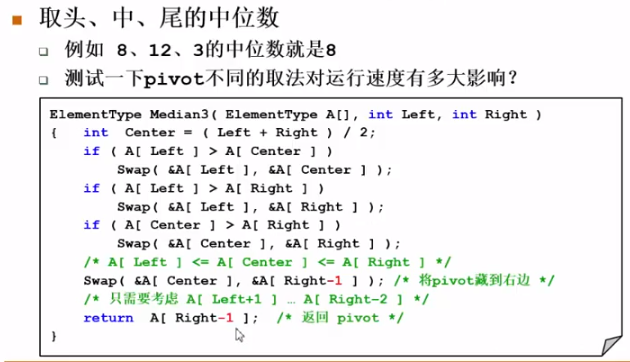 取头、中、尾的中位数
例如 8、12、3的中位数就是8
测试一下pivot不同的取法对运行速度有多大影响？
ElementType Median3( ElementType A[], int Left, int Right )
{ int Center = ( Left + Right ) / 2;
if ( A[ Left ] > A[ Center ] )
Swap( &A[ Left ], &A[ Center ] );
if ( A[ Left ] > A[ Right ] )
Swap( &A[ Left ], &A[ Right ] );
if ( A[ Center ] > A[ Right ] )
Swap( &A[ Center ], &A[ Right ] );
/* A[ Left ] <= A[ Center ] <= A[ Right ] */
Swap( &A[ Center ], &A[ Right-1 ] ); /* 将pivot藏到右边 */
/* 只需要考虑 A[ Left+1 ] … A[ Right-2 ] */
return A[ Right-1 ]; /* 返回 pivot */
}